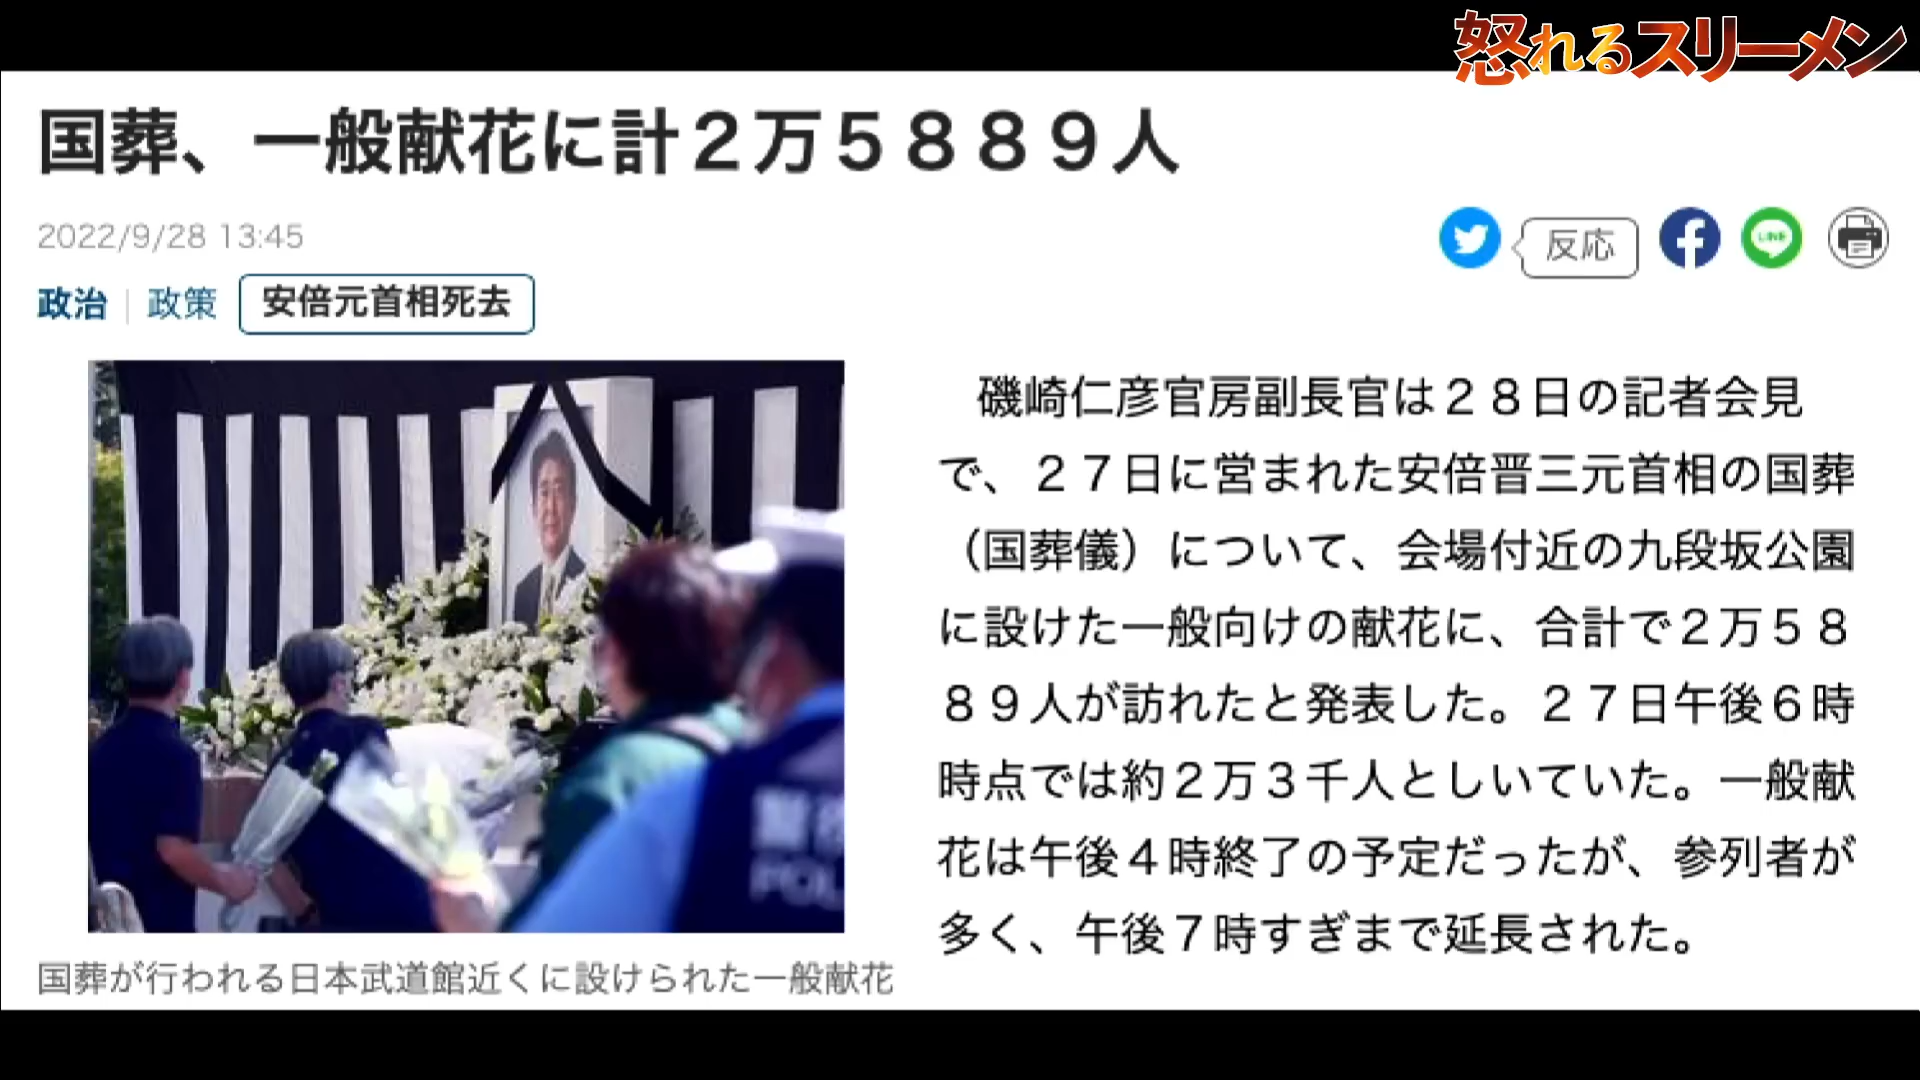 怒れるスリーメン
国葬、一般献花に計２万５８８９人
2022/9/28 13:45
反応
LINE
政治 | 政策 安倍元首相死去
磯崎仁彦官房副長官は２８日の記者会見
で、２７日に営まれた安倍晋三元首相の国葬
（国葬儀）について、会場付近の九段坂公園
に設けた一般向けの献花に、合計で２万５８
８９人が訪れたと発表した。２７日午後６時
時点では約２万３千人としいていた。一般献
花は午後４時終了の予定だったが、参列者が
多く、午後７時すぎまで延長された。
国葬が行われる日本武道館近くに設けられた一般献花